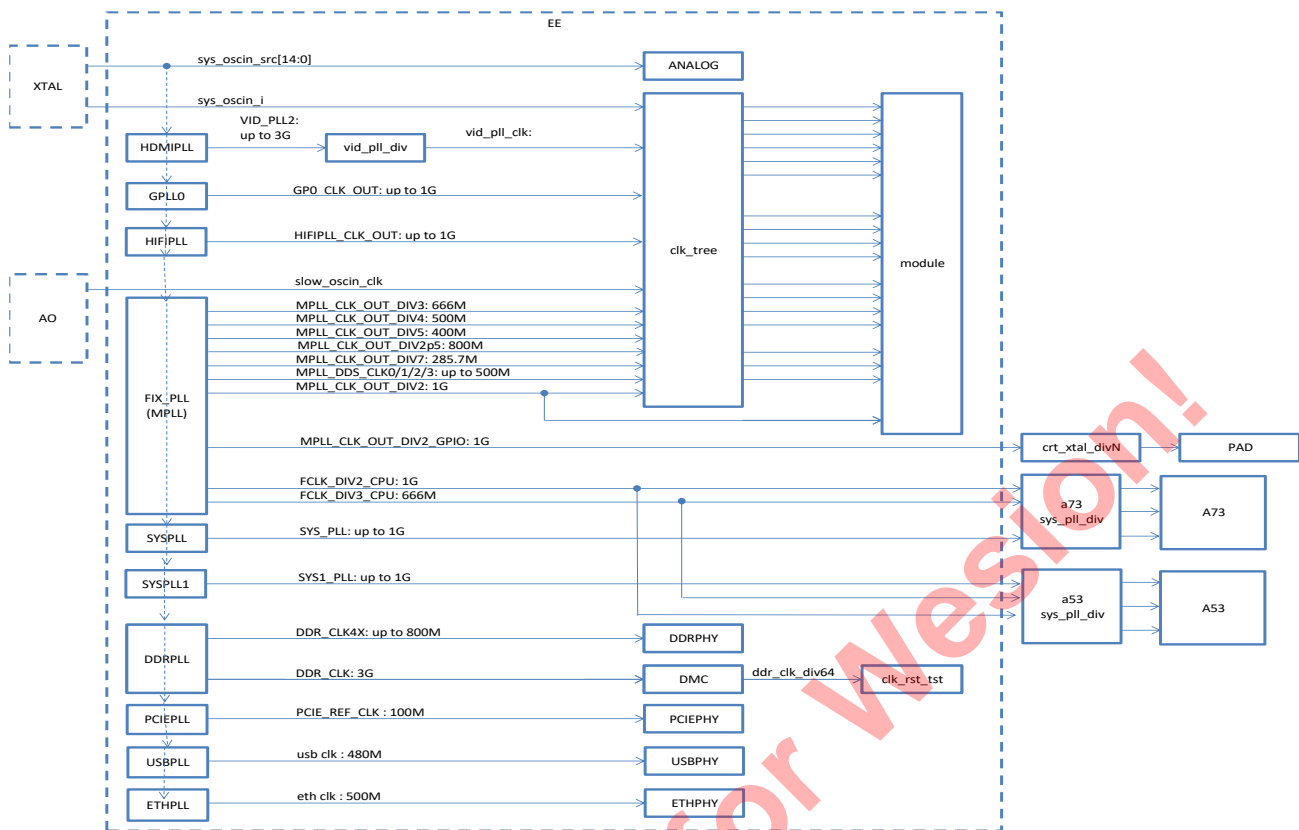 EE
XTAL
sys_oscin_src[14:0]
ANALOG
sys_oscin_i
VID_PLL2:
up to 3G
HDMIPLL
vid_pll_div
vid_pll_clk:
GPLL0
GP0_CLK_OUT: up to 1G
HIFIPLL
HIFIPLL_CLK_OUT: up to 1G
clk_tree
module
AO
slow_oscin_clk
FIX_PLL
(MPLL)
MPLL_CLK_OUT_DIV3: 666M
MPLL_CLK_OUT_DIV4: 500M
MPLL_CLK_OUT_DIV5: 400M
MPLL_CLK_OUT_DIV2p5: 800M
MPLL_CLK_OUT_DIV7: 285.7M
MPLL_DDS_CLK0/1/2/3: up to 500M
MPLL_CLK_OUT_DIV2: 1G
MPLL_CLK_OUT_DIV2_GPIO: 1G
crt_xtal_divN
PAD
FCLK_DIV2_CPU: 1G
FCLK_DIV3_CPU: 666M
a73
sys_pll_div
A73
SYSPLL
SYS_PLL: up to 1G
SYSPLL1
SYS1_PLL: up to 1G
a53
sys_pll_div
A53
DDRPLL
DDR_CLK4X: up to 800M
DDRPHY
DDR_CLK: 3G
DMC
ddr_clk_div64
clk_rst_tst
PCIEPLL
PCIE_REF_CLK : 100M
PCIEPHY
USBPLL
usb clk : 480M
USBPHY
ETHPLL
eth clk : 500M
ETHPHY
for Wesion!